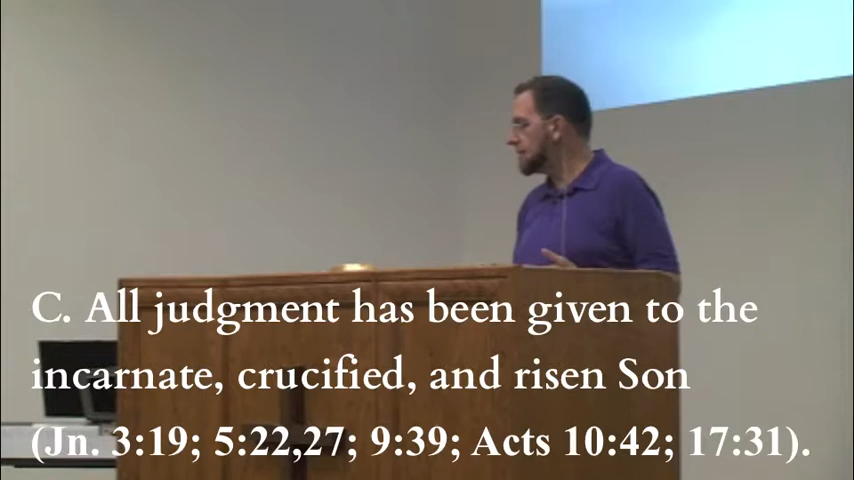 C. All judgment has been given to the
incarnate, crucified, and risen Son
(Jn. 3:19; 5:22,27; 9:39; Acts 10:42; 17:31).